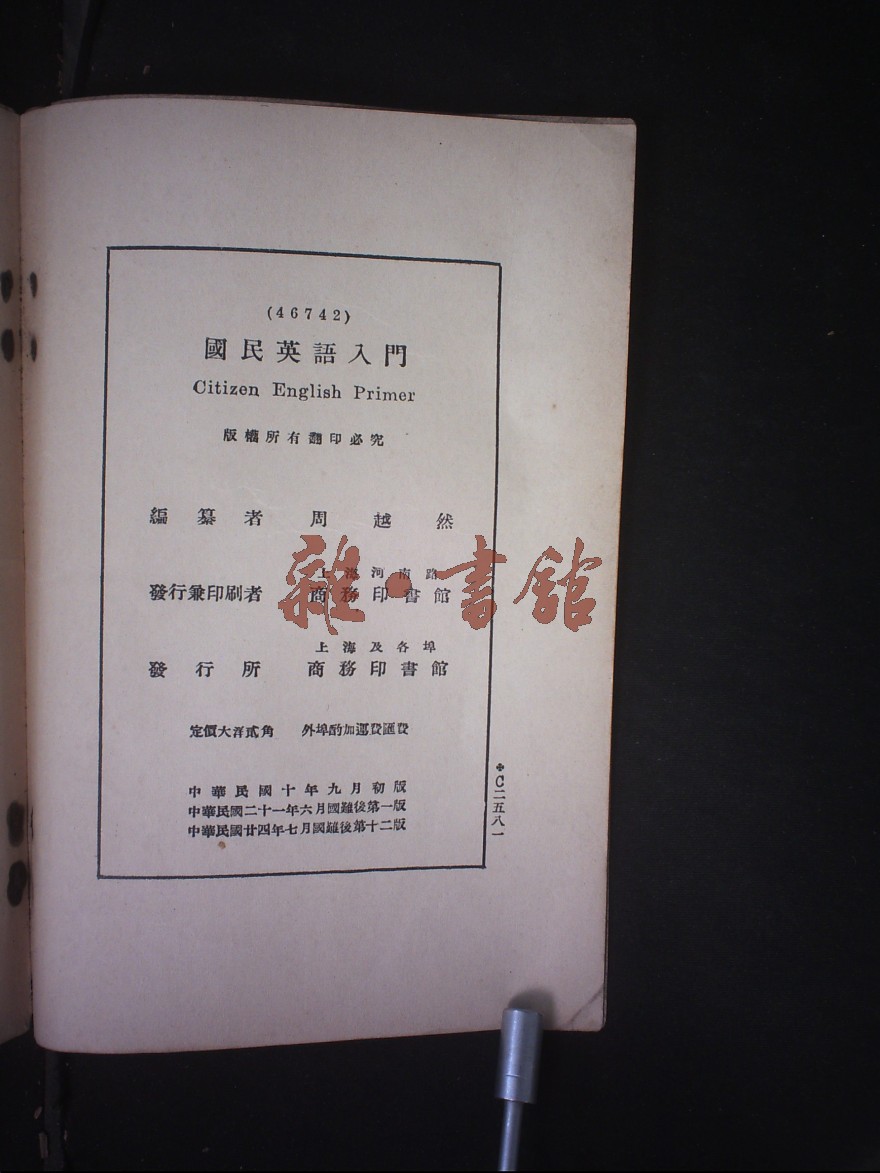 (46742)
國民英語入門
Citizen English Primer
版權所有翻印必究
編纂者 周越然
上海河南路
發行兼印刷者 商務印書館
上海及各埠
發行所 商務印書館
定價大洋貳角 外埠酌加運費匯費
中華民國十年九月初版
中華民國二十一年六月國難後第一版
中華民國廿四年七月國難後第十二版
C二五八一
雜·書館